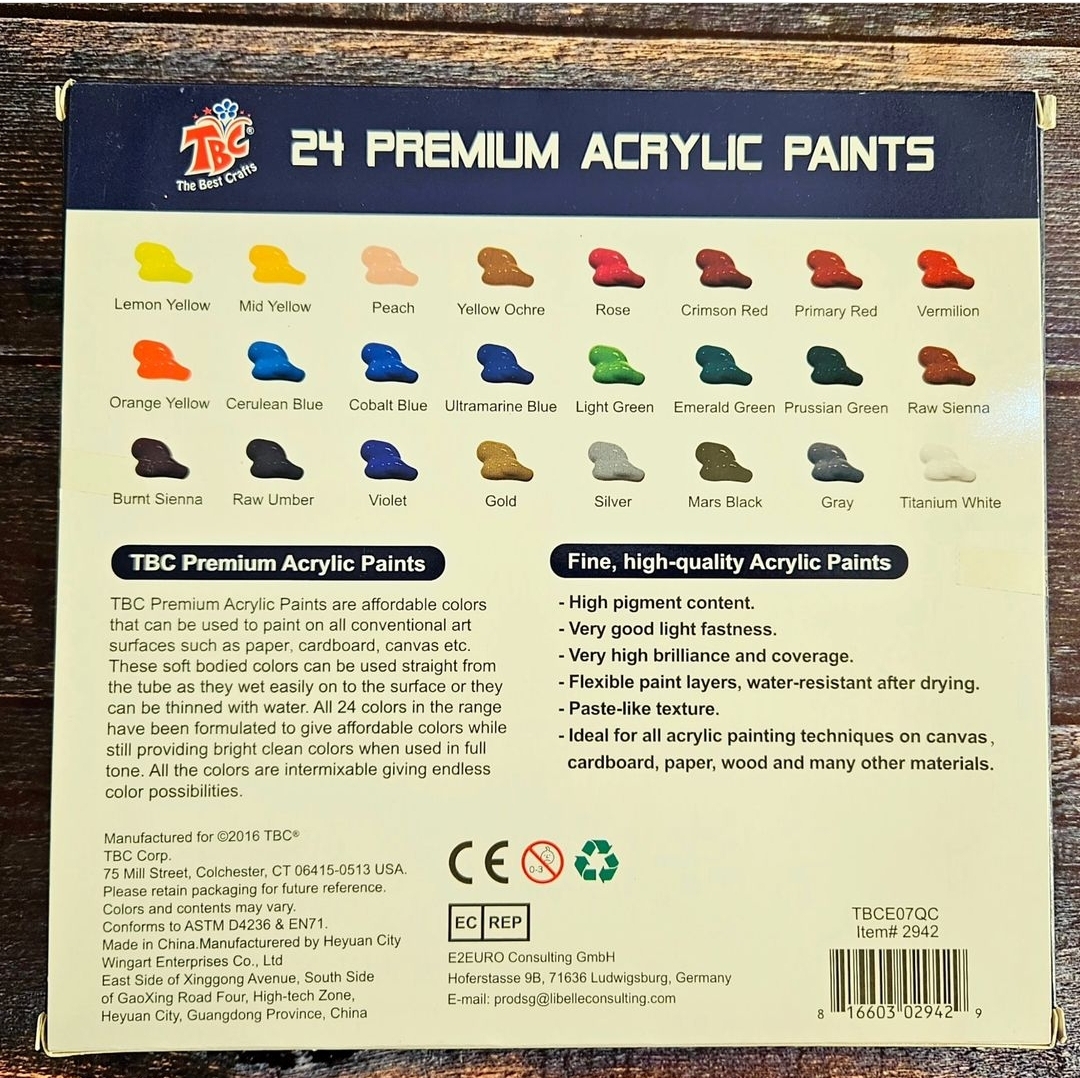 TBC®
The Best Crafts
24 PREMIUM ACRYLIC PAINTS
Lemon Yellow Mid Yellow Peach Yellow Ochre Rose Crimson Red Primary Red Vermilion
Orange Yellow Cerulean Blue Cobalt Blue Ultramarine Blue Light Green Emerald Green Prussian Green Raw Sienna
Burnt Sienna Raw Umber Violet Gold Silver Mars Black Gray Titanium White
TBC Premium Acrylic Paints
TBC Premium Acrylic Paints are affordable colors
that can be used to paint on all conventional art
surfaces such as paper, cardboard, canvas etc.
These soft bodied colors can be used straight from
the tube as they wet easily on to the surface or they
can be thinned with water. All 24 colors in the range
have been formulated to give affordable colors while
still providing bright clean colors when used in full
tone. All the colors are intermixable giving endless
color possibilities.
Fine, high-quality Acrylic Paints
- High pigment content.
- Very good light fastness.
- Very high brilliance and coverage.
- Flexible paint layers, water-resistant after drying.
- Paste-like texture.
- Ideal for all acrylic painting techniques on canvas,
cardboard, paper, wood and many other materials.
Manufactured for ©2016 TBC®
TBC Corp.
75 Mill Street, Colchester, CT 06415-0513 USA.
Please retain packaging for future reference.
Colors and contents may vary.
Conforms to ASTM D4236 & EN71.
Made in China.Manufacturered by Heyuan City
Wingart Enterprises Co., Ltd
East Side of Xinggong Avenue, South Side
of GaoXing Road Four, High-tech Zone,
Heyuan City, Guangdong Province, China
CE
0-3
EC REP
E2EURO Consulting GmbH
Hoferstasse 9B, 71636 Ludwigsburg, Germany
E-mail: prodsg@libelleconsulting.com
TBCE07QC
Item# 2942
8 16603 02942 9